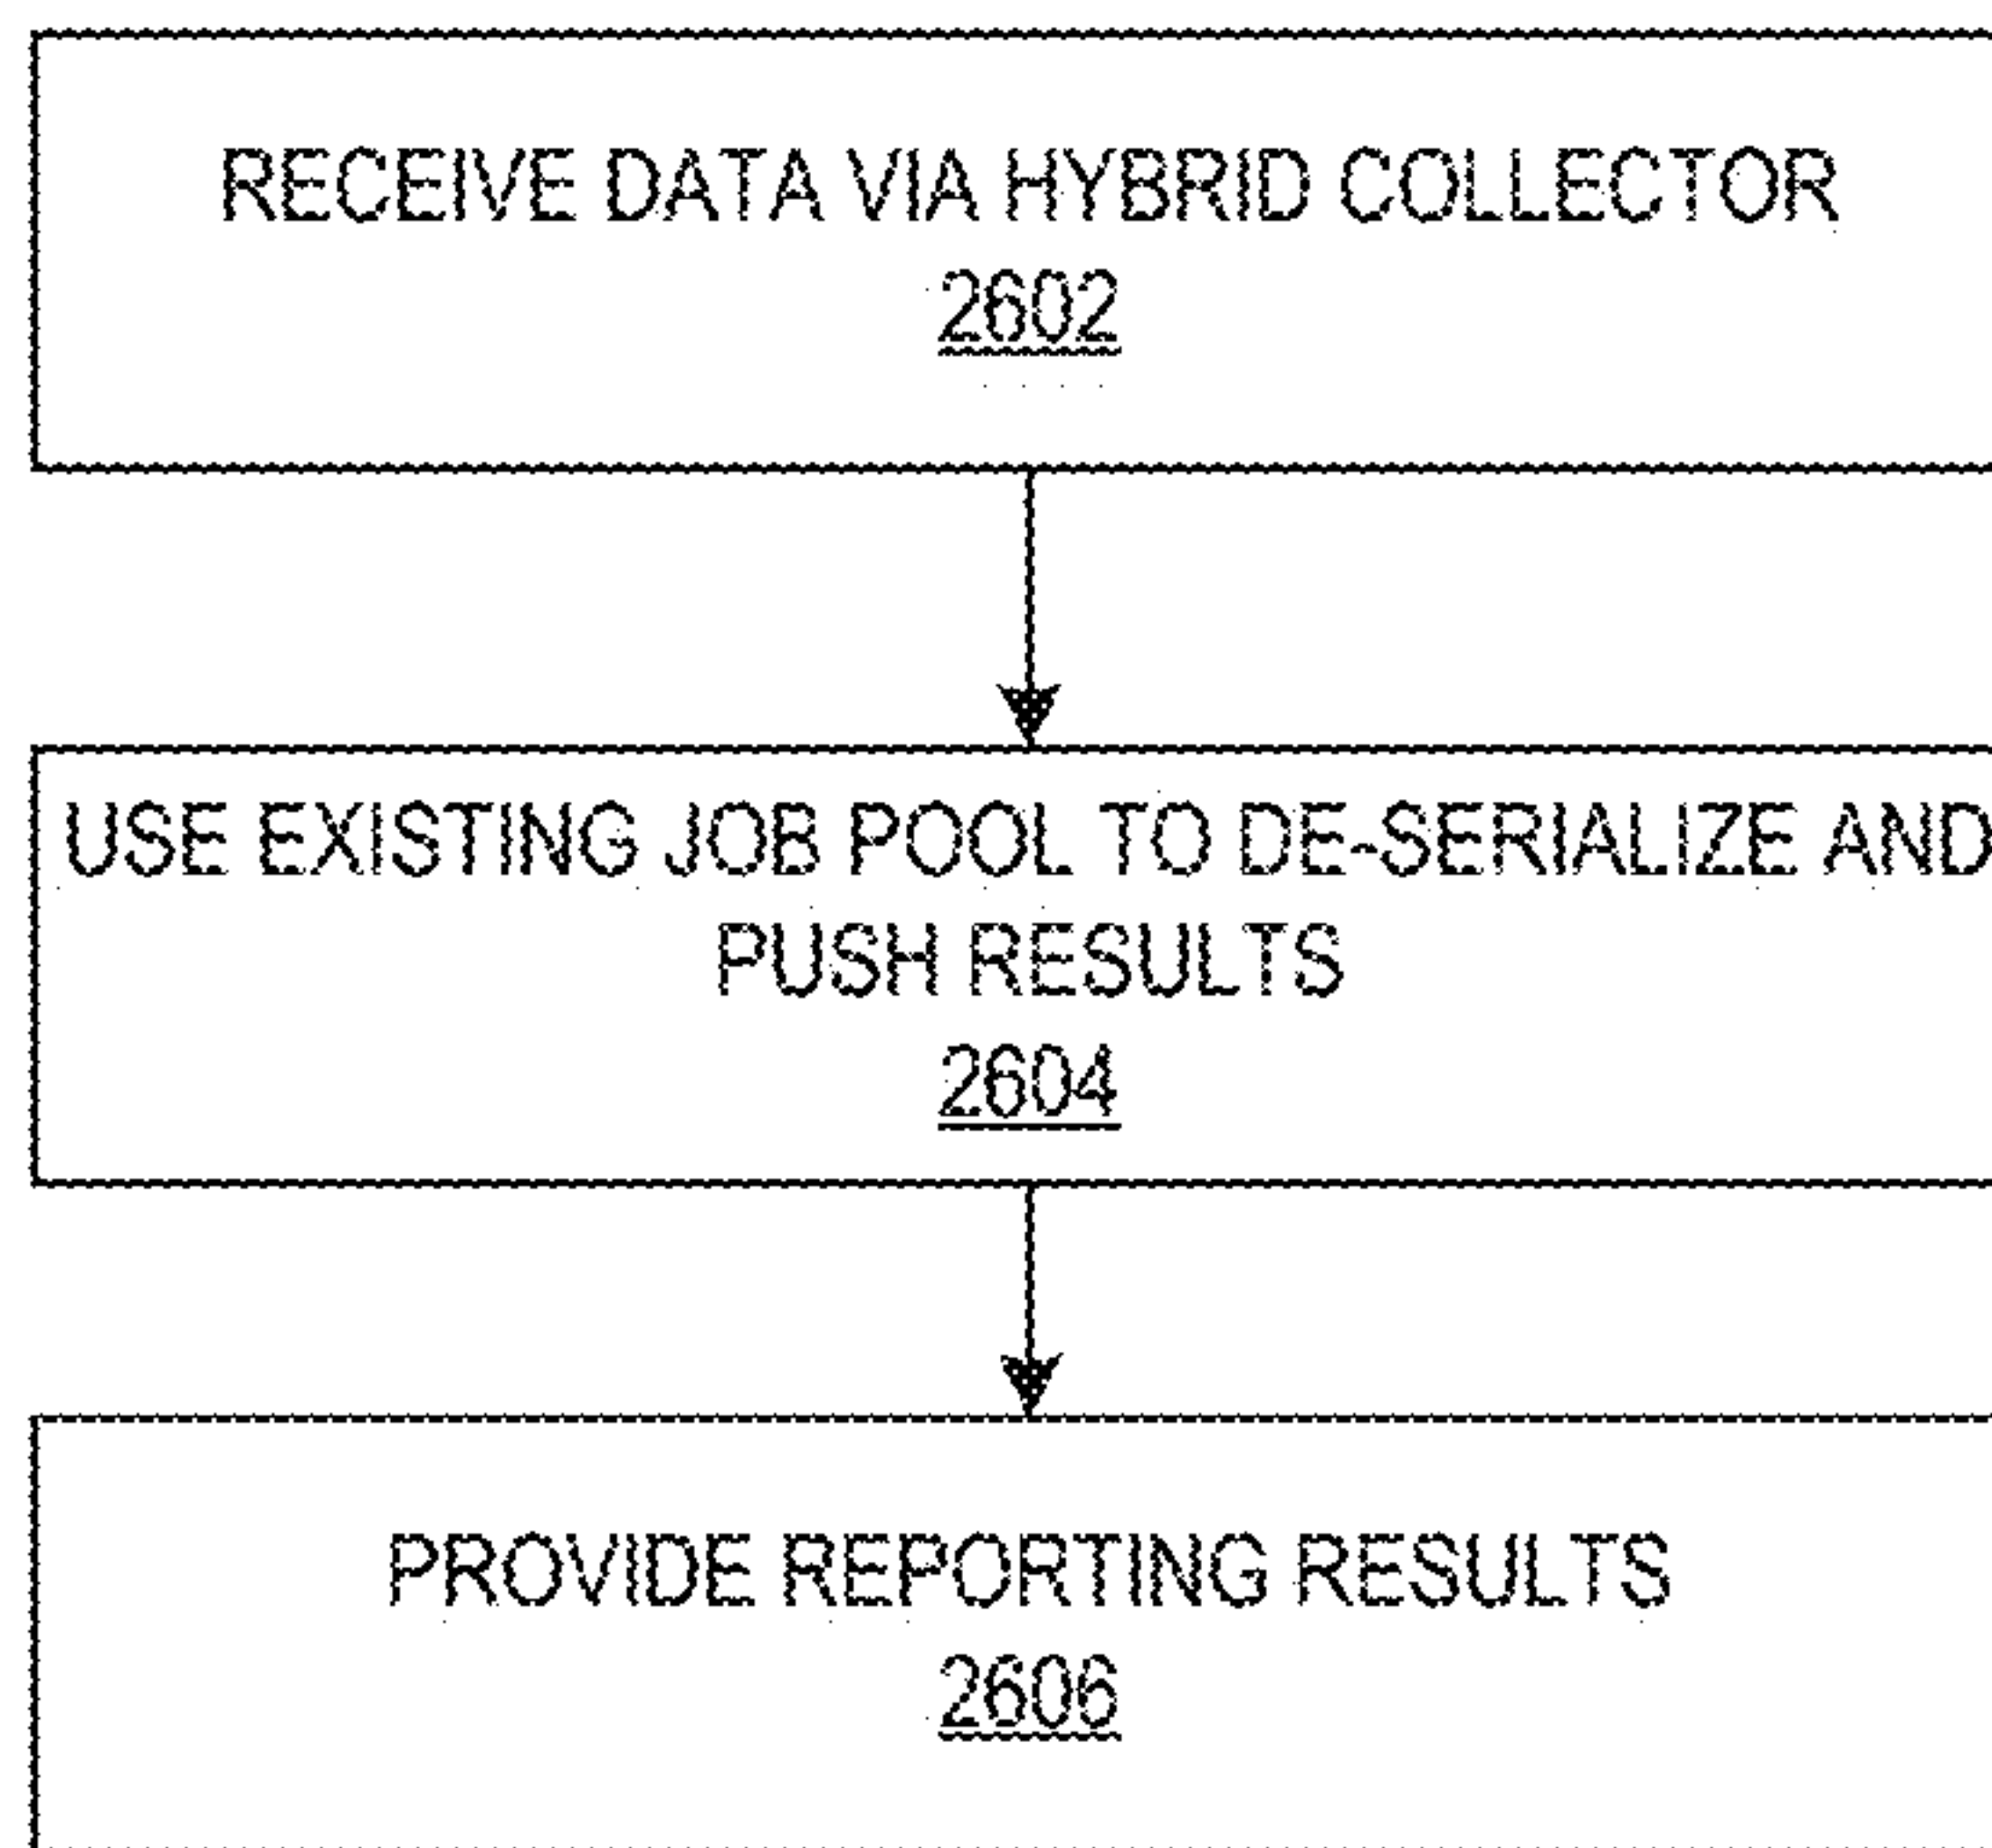 RECEIVE DATA VIA HYBRID COLLECTOR
2602
USE EXISTING JOB POOL TO DE-SERIALIZE AND
PUSH RESULTS
2604
PROVIDE REPORTING RESULTS
2606